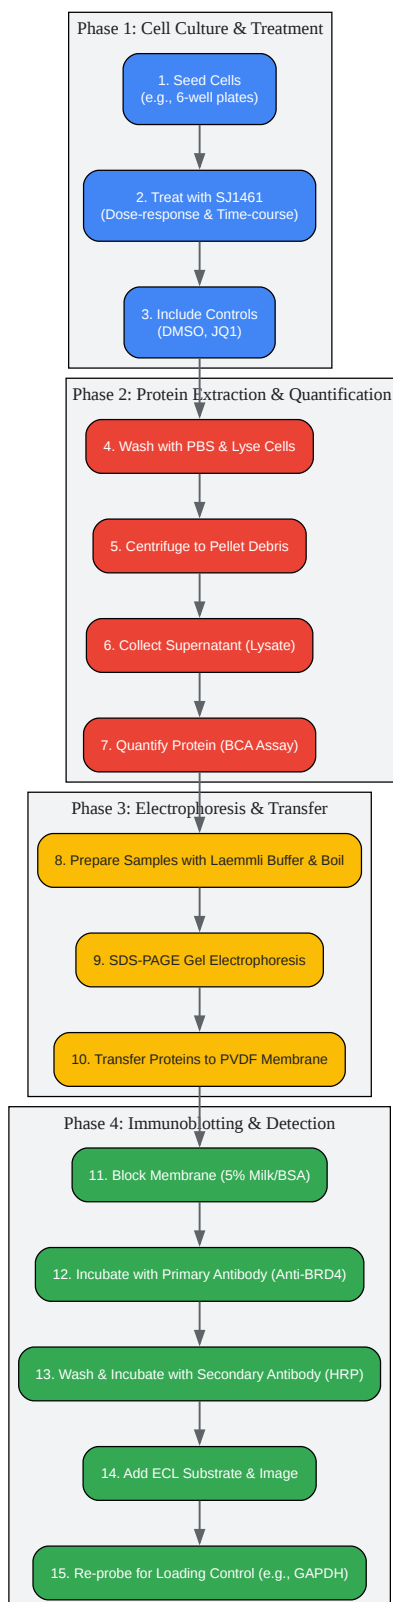 Phase 1: Cell Culture & Treatment
1. Seed Cells
(e.g., 6-well plates)
2. Treat with SJ1461
(Dose-response & Time-course)
3. Include Controls
(DMSO, JQ1)
Phase 2: Protein Extraction & Quantification
4. Wash with PBS & Lyse Cells
5. Centrifuge to Pellet Debris
6. Collect Supernatant (Lysate)
7. Quantify Protein (BCA Assay)
Phase 3: Electrophoresis & Transfer
8. Prepare Samples with Laemmli Buffer & Boil
9. SDS-PAGE Gel Electrophoresis
10. Transfer Proteins to PVDF Membrane
Phase 4: Immunoblotting & Detection
11. Block Membrane (5% Milk/BSA)
12. Incubate with Primary Antibody (Anti-BRD4)
13. Wash & Incubate with Secondary Antibody (HRP)
14. Add ECL Substrate & Image
15. Re-probe for Loading Control (e.g., GAPDH)